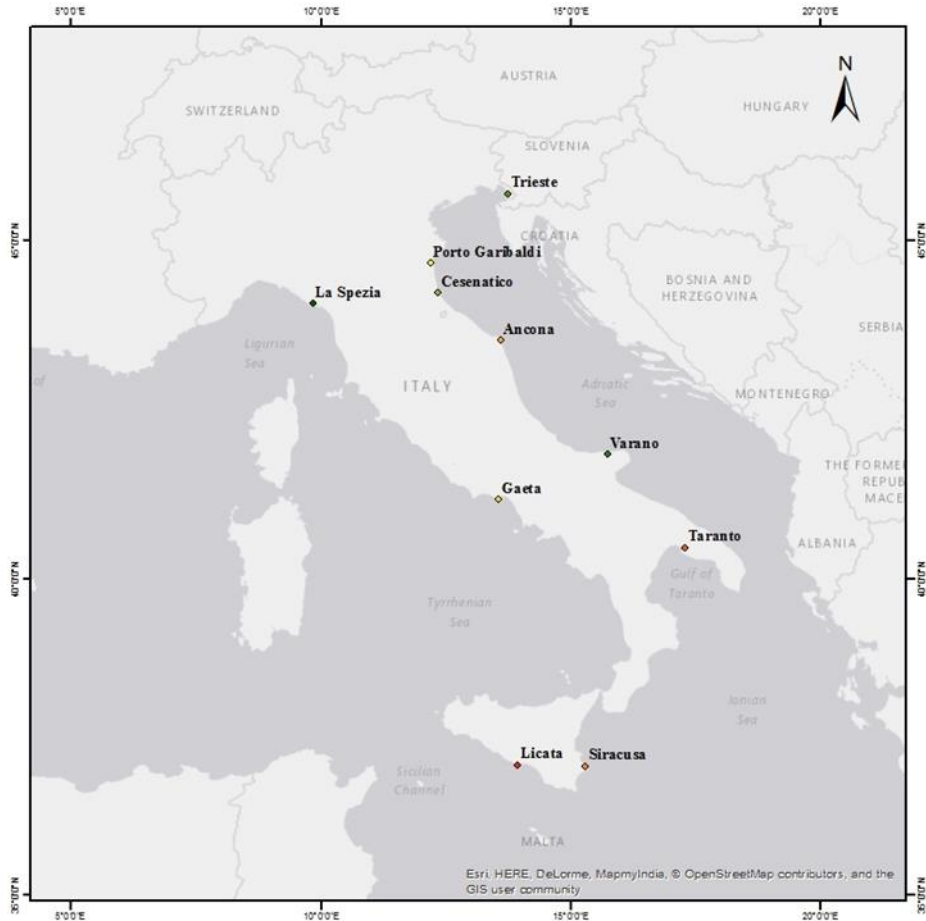 5°0'0"E 10°0'0"E 15°0'0"E 20°0'0"E
N
AUSTRIA
SWITZERLAND
HUNGARY
SLOVENIA
Trieste
CROATIA
45°0'0"N 45°0'0"N
Porto Garibaldi
Cesenatico
BOSNIA AND
HERZEGOVINA
La Spezia
SERBIA
Ancona
Ligurian
Sea
of
ITALY
Adriatic
Sea
MONTENEGRO
Varano
THE FORME
REPUB
MACE
Gaeta
Taranto
ALBANIA
40°0'0"N 40°0'0"N
Gulf of
Taranto
Tyrrhenian
Sea
Ionian
Sea
Licata
Siracusa
Sicilian
Channel
MALTA
Esri, HERE, DeLorme, MapmyIndia, © OpenStreetMap contributors, and the
GIS user community
35°0'0"N 35°0'0"N
5°0'0"E 10°0'0"E 15°0'0"E 20°0'0"E